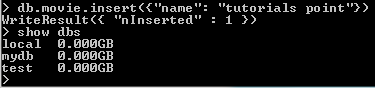 > db.movie.insert({"name": "tutorials point"})
WriteResult({ "nInserted" : 1 })
> show dbs
local  0.000GB
mydb   0.000GB
test   0.000GB
>